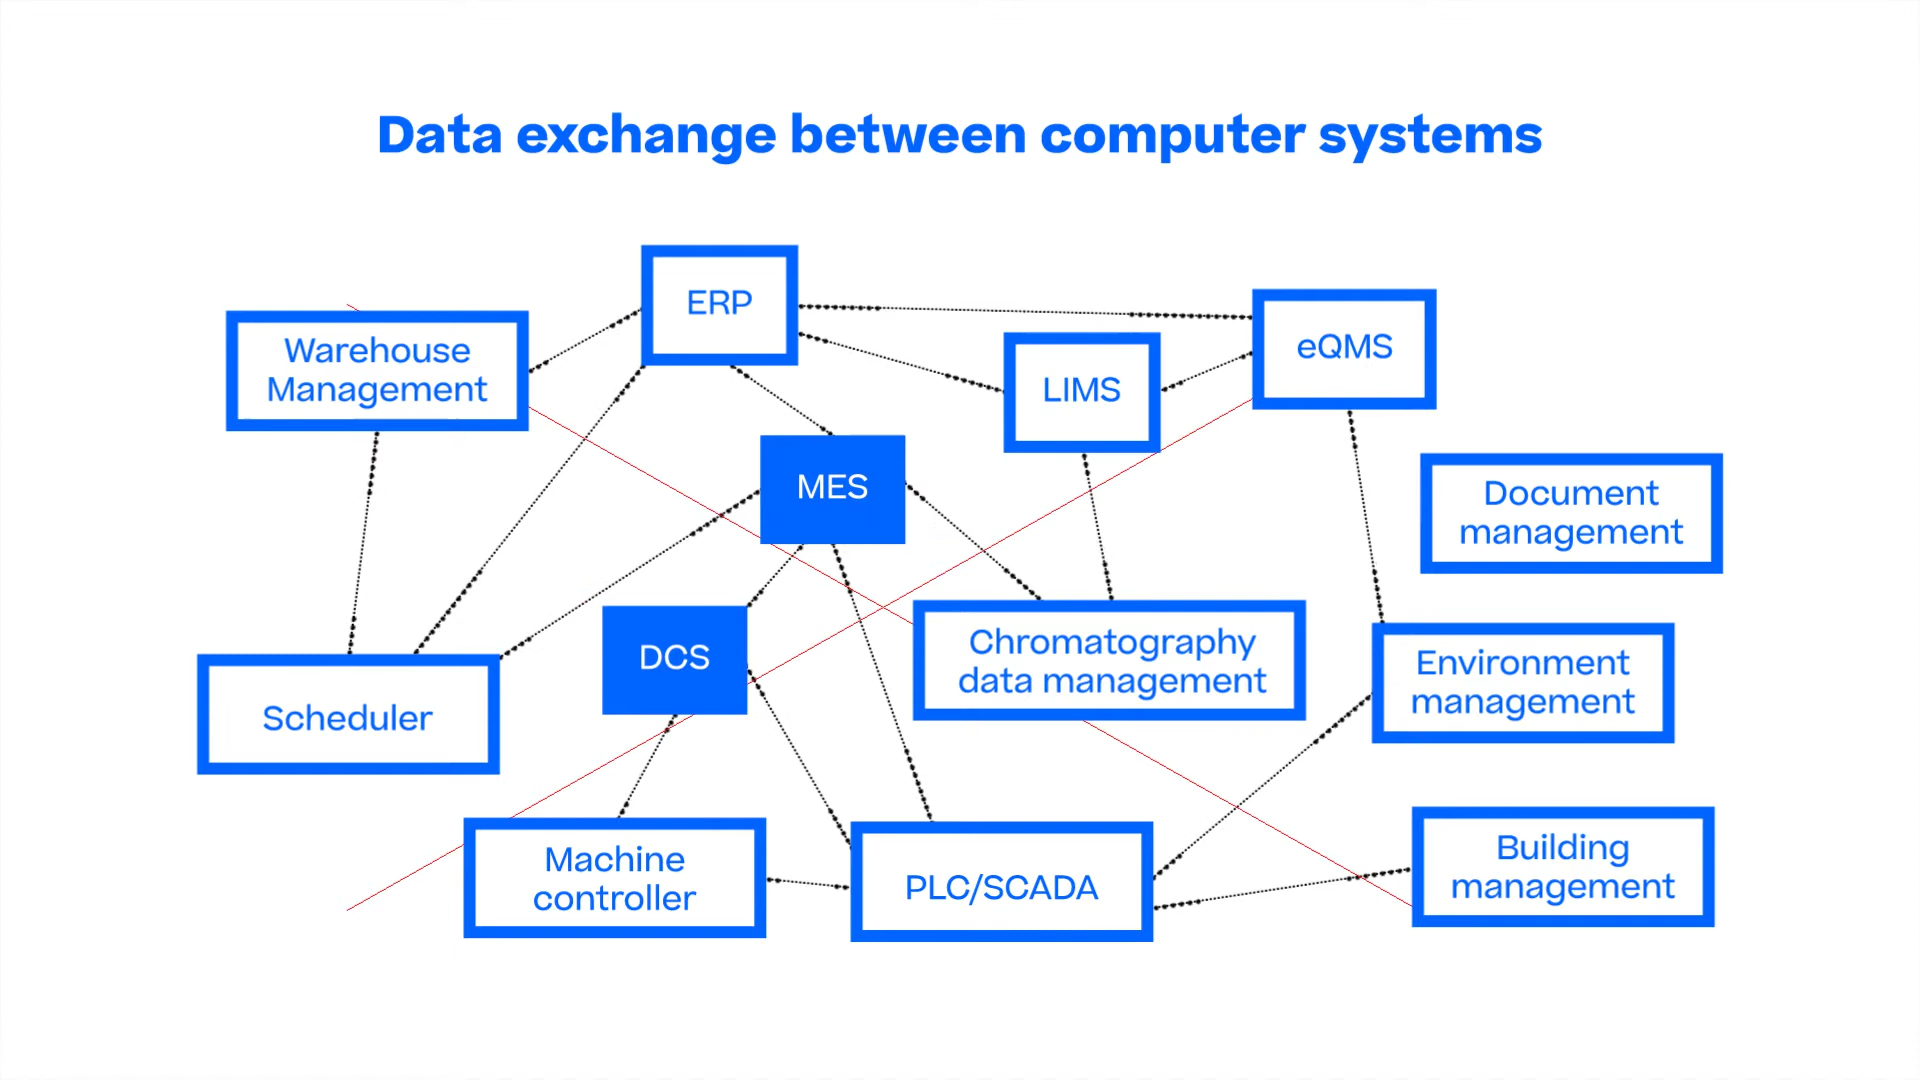 Data exchange between computer systems
ERP
Warehouse
Management
eQMS
LIMS
MES
Document
management
DCS
Chromatography
data management
Environment
management
Scheduler
Machine
controller
PLC/SCADA
Building
management